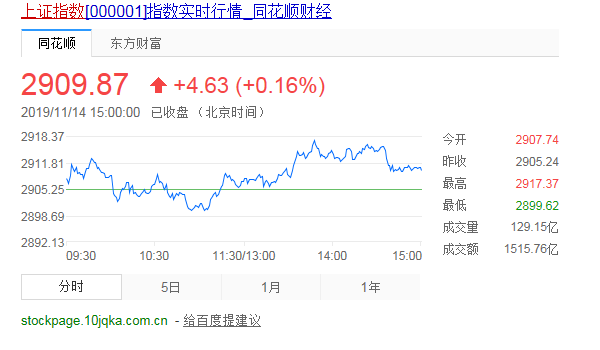 上证指数[000001]指数实时行情_同花顺财经
同花顺 东方财富
2909.87 +4.63 (+0.16%)
2019/11/14 15:00:00 已收盘 （北京时间）
2918.37
2911.81
2905.25
2898.69
2892.13
09:30 10:30 11:30/13:00 14:00 15:00
今开 2907.74
昨收 2905.24
最高 2917.37
最低 2899.62
成交量 129.15亿
成交额 1515.76亿
分时 5日 1月 1年
stockpage.10jqka.com.cn - 给百度提建议